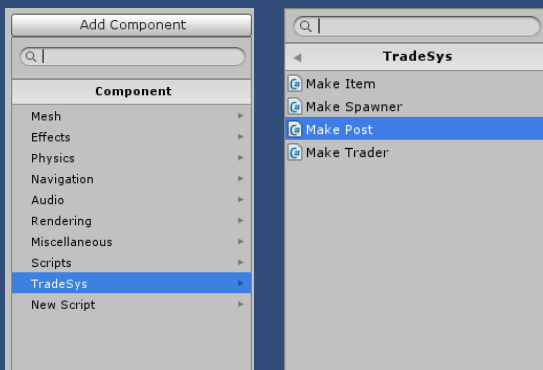 Add Component
Component
Mesh
Effects
Physics
Navigation
Audio
Rendering
Miscellaneous
Scripts
TradeSys
New Script
TradeSys
Make Item
Make Spawner
Make Post
Make Trader